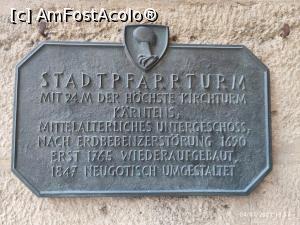 [c] AmFostAcolo®
STADTPFARRTURM
MIT 94 M DER HÖCHSTE KIRCHTURM
KÄRNTENS,
MITTELALTERLICHES UNTERGESCHOSS,
NACH ERDBEBENZERSTÖRUNG 1690
ERST 1765 WIEDERAUFGEBAUT,
1847 NEUGOTISCH UMGESTALTET